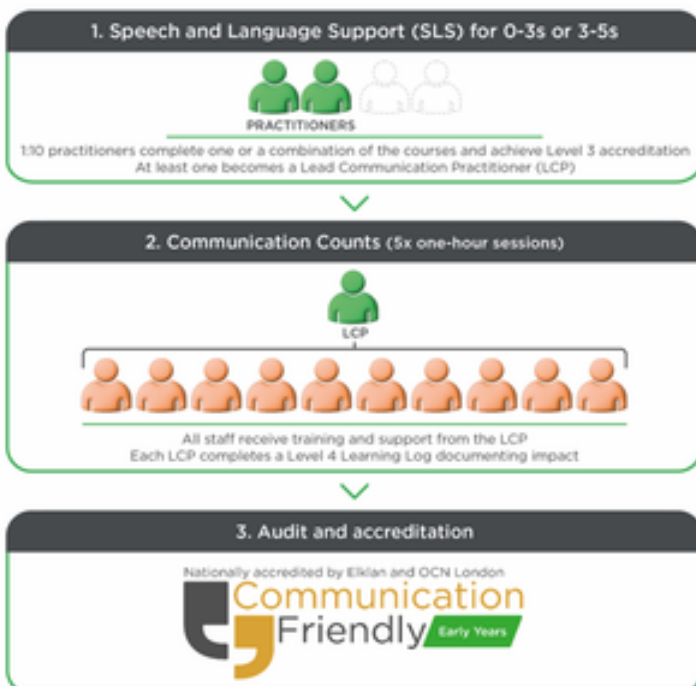 1. Speech and Language Support (SLS) for 0-3s or 3-5s
PRACTITIONERS
1:10 practitioners complete one or a combination of the courses and achieve Level 3 accreditation
At least one becomes a Lead Communication Practitioner (LCP)
2. Communication Counts (5x one-hour sessions)
LCP
All staff receive training and support from the LCP
Each LCP completes a Level 4 Learning Log documenting impact
3. Audit and accreditation
Nationally accredited by Elklan and OCN London
Communication
Friendly Early Years